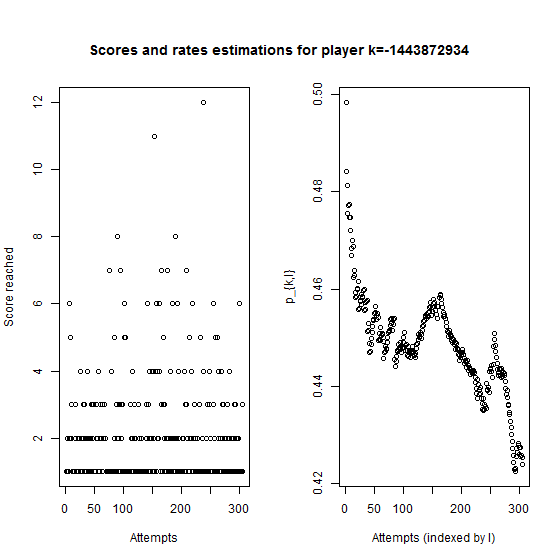 Scores and rates estimations for player k=-1443872934
Score reached
12
10
8
6
4
2
0 50 100 200 300
Attempts
p_{k,l}
0.50
0.48
0.46
0.44
0.42
0 50 100 200 300
Attempts (indexed by l)